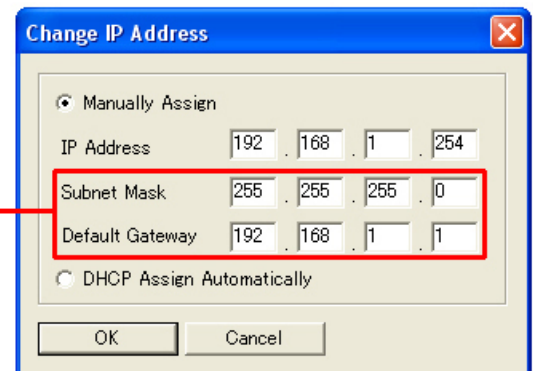 Change IP Address
Manually Assign
IP Address 192 . 168 . 1 . 254
Subnet Mask 255 . 255 . 255 . 0
Default Gateway 192 . 168 . 1 . 1
DHCP Assign Automatically
OK Cancel